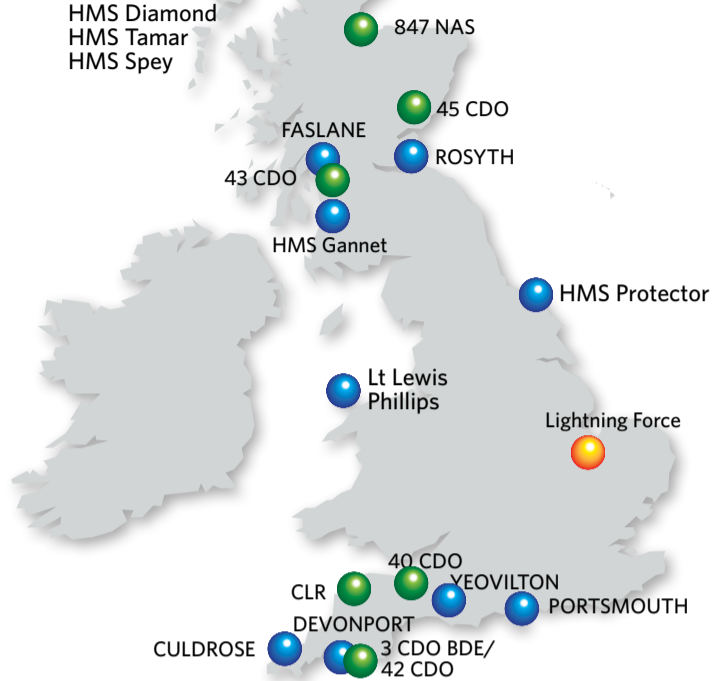 HMS Diamond
HMS Tamar
HMS Spey
847 NAS
45 CDO
FASLANE
ROSYTH
43 CDO
HMS Gannet
HMS Protector
Lt Lewis
Phillips
Lightning Force
40 CDO
YEOVILTON
CLR
PORTSMOUTH
DEVONPORT
CULDROSE
3 CDO BDE/
42 CDO